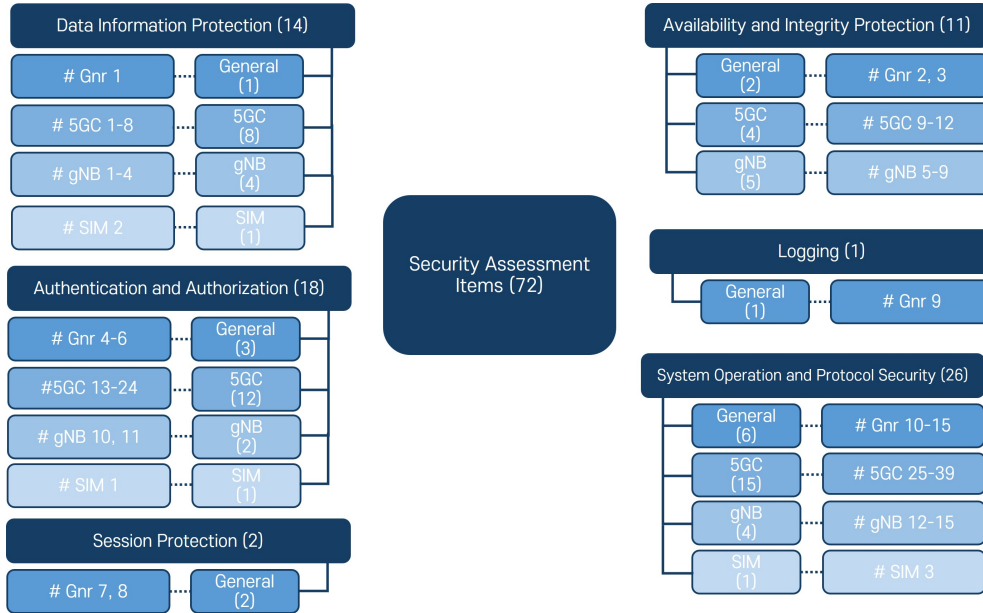 Data Information Protection (14)
# Gnr 1
General
(1)
# 5GC 1-8
5GC
(8)
# gNB 1-4
gNB
(4)
# SIM 2
SIM
(1)
Authentication and Authorization (18)
# Gnr 4-6
General
(3)
#5GC 13-24
5GC
(12)
# gNB 10, 11
gNB
(2)
# SIM 1
SIM
(1)
Session Protection (2)
# Gnr 7, 8
General
(2)
Security Assessment
Items (72)
Availability and Integrity Protection (11)
General
(2)
# Gnr 2, 3
5GC
(4)
# 5GC 9-12
gNB
(5)
# gNB 5-9
Logging (1)
General
(1)
# Gnr 9
System Operation and Protocol Security (26)
General
(6)
# Gnr 10-15
5GC
(15)
# 5GC 25-39
gNB
(4)
# gNB 12-15
SIM
(1)
# SIM 3